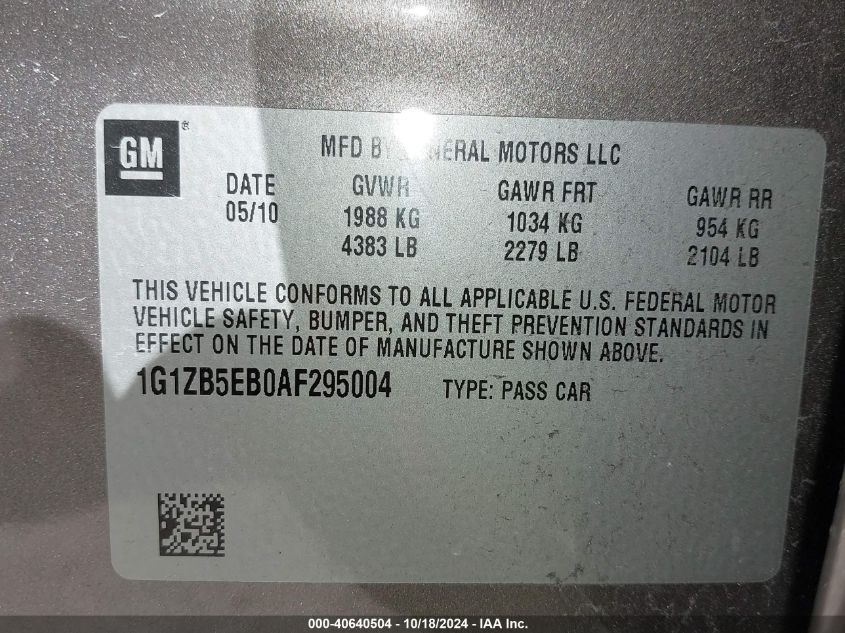 GM®
MFD BY GENERAL MOTORS LLC
DATE GVWR GAWR FRT GAWR RR
05/10 1988 KG 1034 KG 954 KG
4383 LB 2279 LB 2104 LB
THIS VEHICLE CONFORMS TO ALL APPLICABLE U.S. FEDERAL MOTOR
VEHICLE SAFETY, BUMPER, AND THEFT PREVENTION STANDARDS IN
EFFECT ON THE DATE OF MANUFACTURE SHOWN ABOVE.
1G1ZB5EB0AF295004 TYPE: PASS CAR
000-40640504 - 10/18/2024 - IAA Inc.